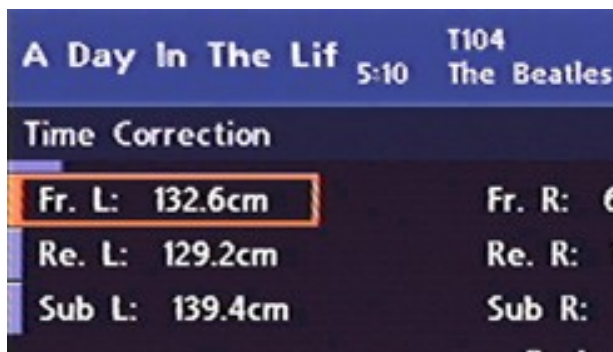 A Day In The Lif 5:10 T104
The Beatles
Time Correction
Fr. L: 132.6cm Fr. R: 6
Re. L: 129.2cm Re. R:
Sub L: 139.4cm Sub R: